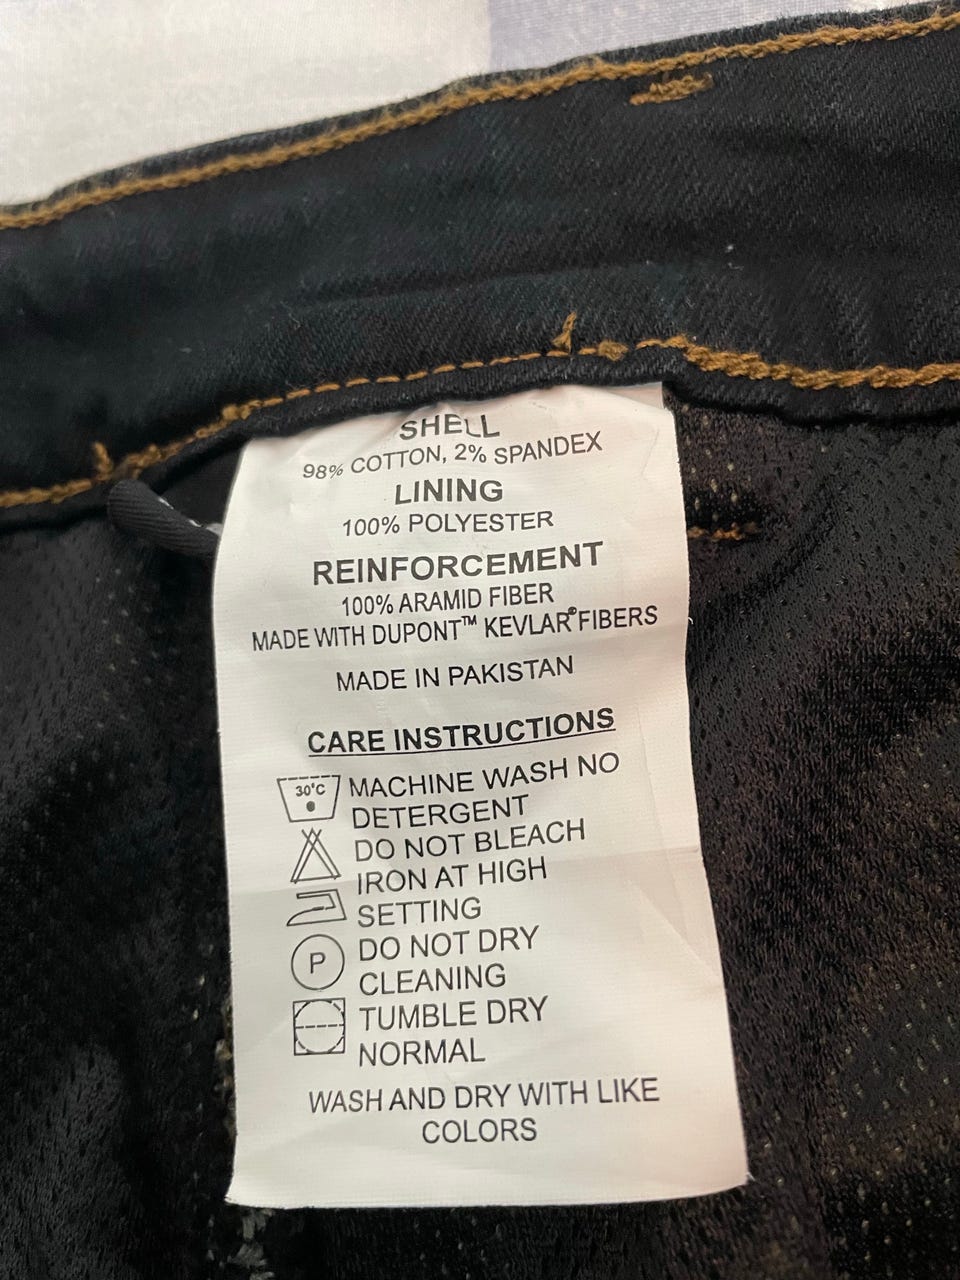 SHELL
98% COTTON, 2% SPANDEX
LINING
100% POLYESTER
REINFORCEMENT
100% ARAMID FIBER
MADE WITH DUPONT™ KEVLAR®FIBERS
MADE IN PAKISTAN
CARE INSTRUCTIONS
30°C MACHINE WASH NO
DETERGENT
DO NOT BLEACH
IRON AT HIGH
SETTING
P DO NOT DRY
CLEANING
TUMBLE DRY
NORMAL
WASH AND DRY WITH LIKE
COLORS